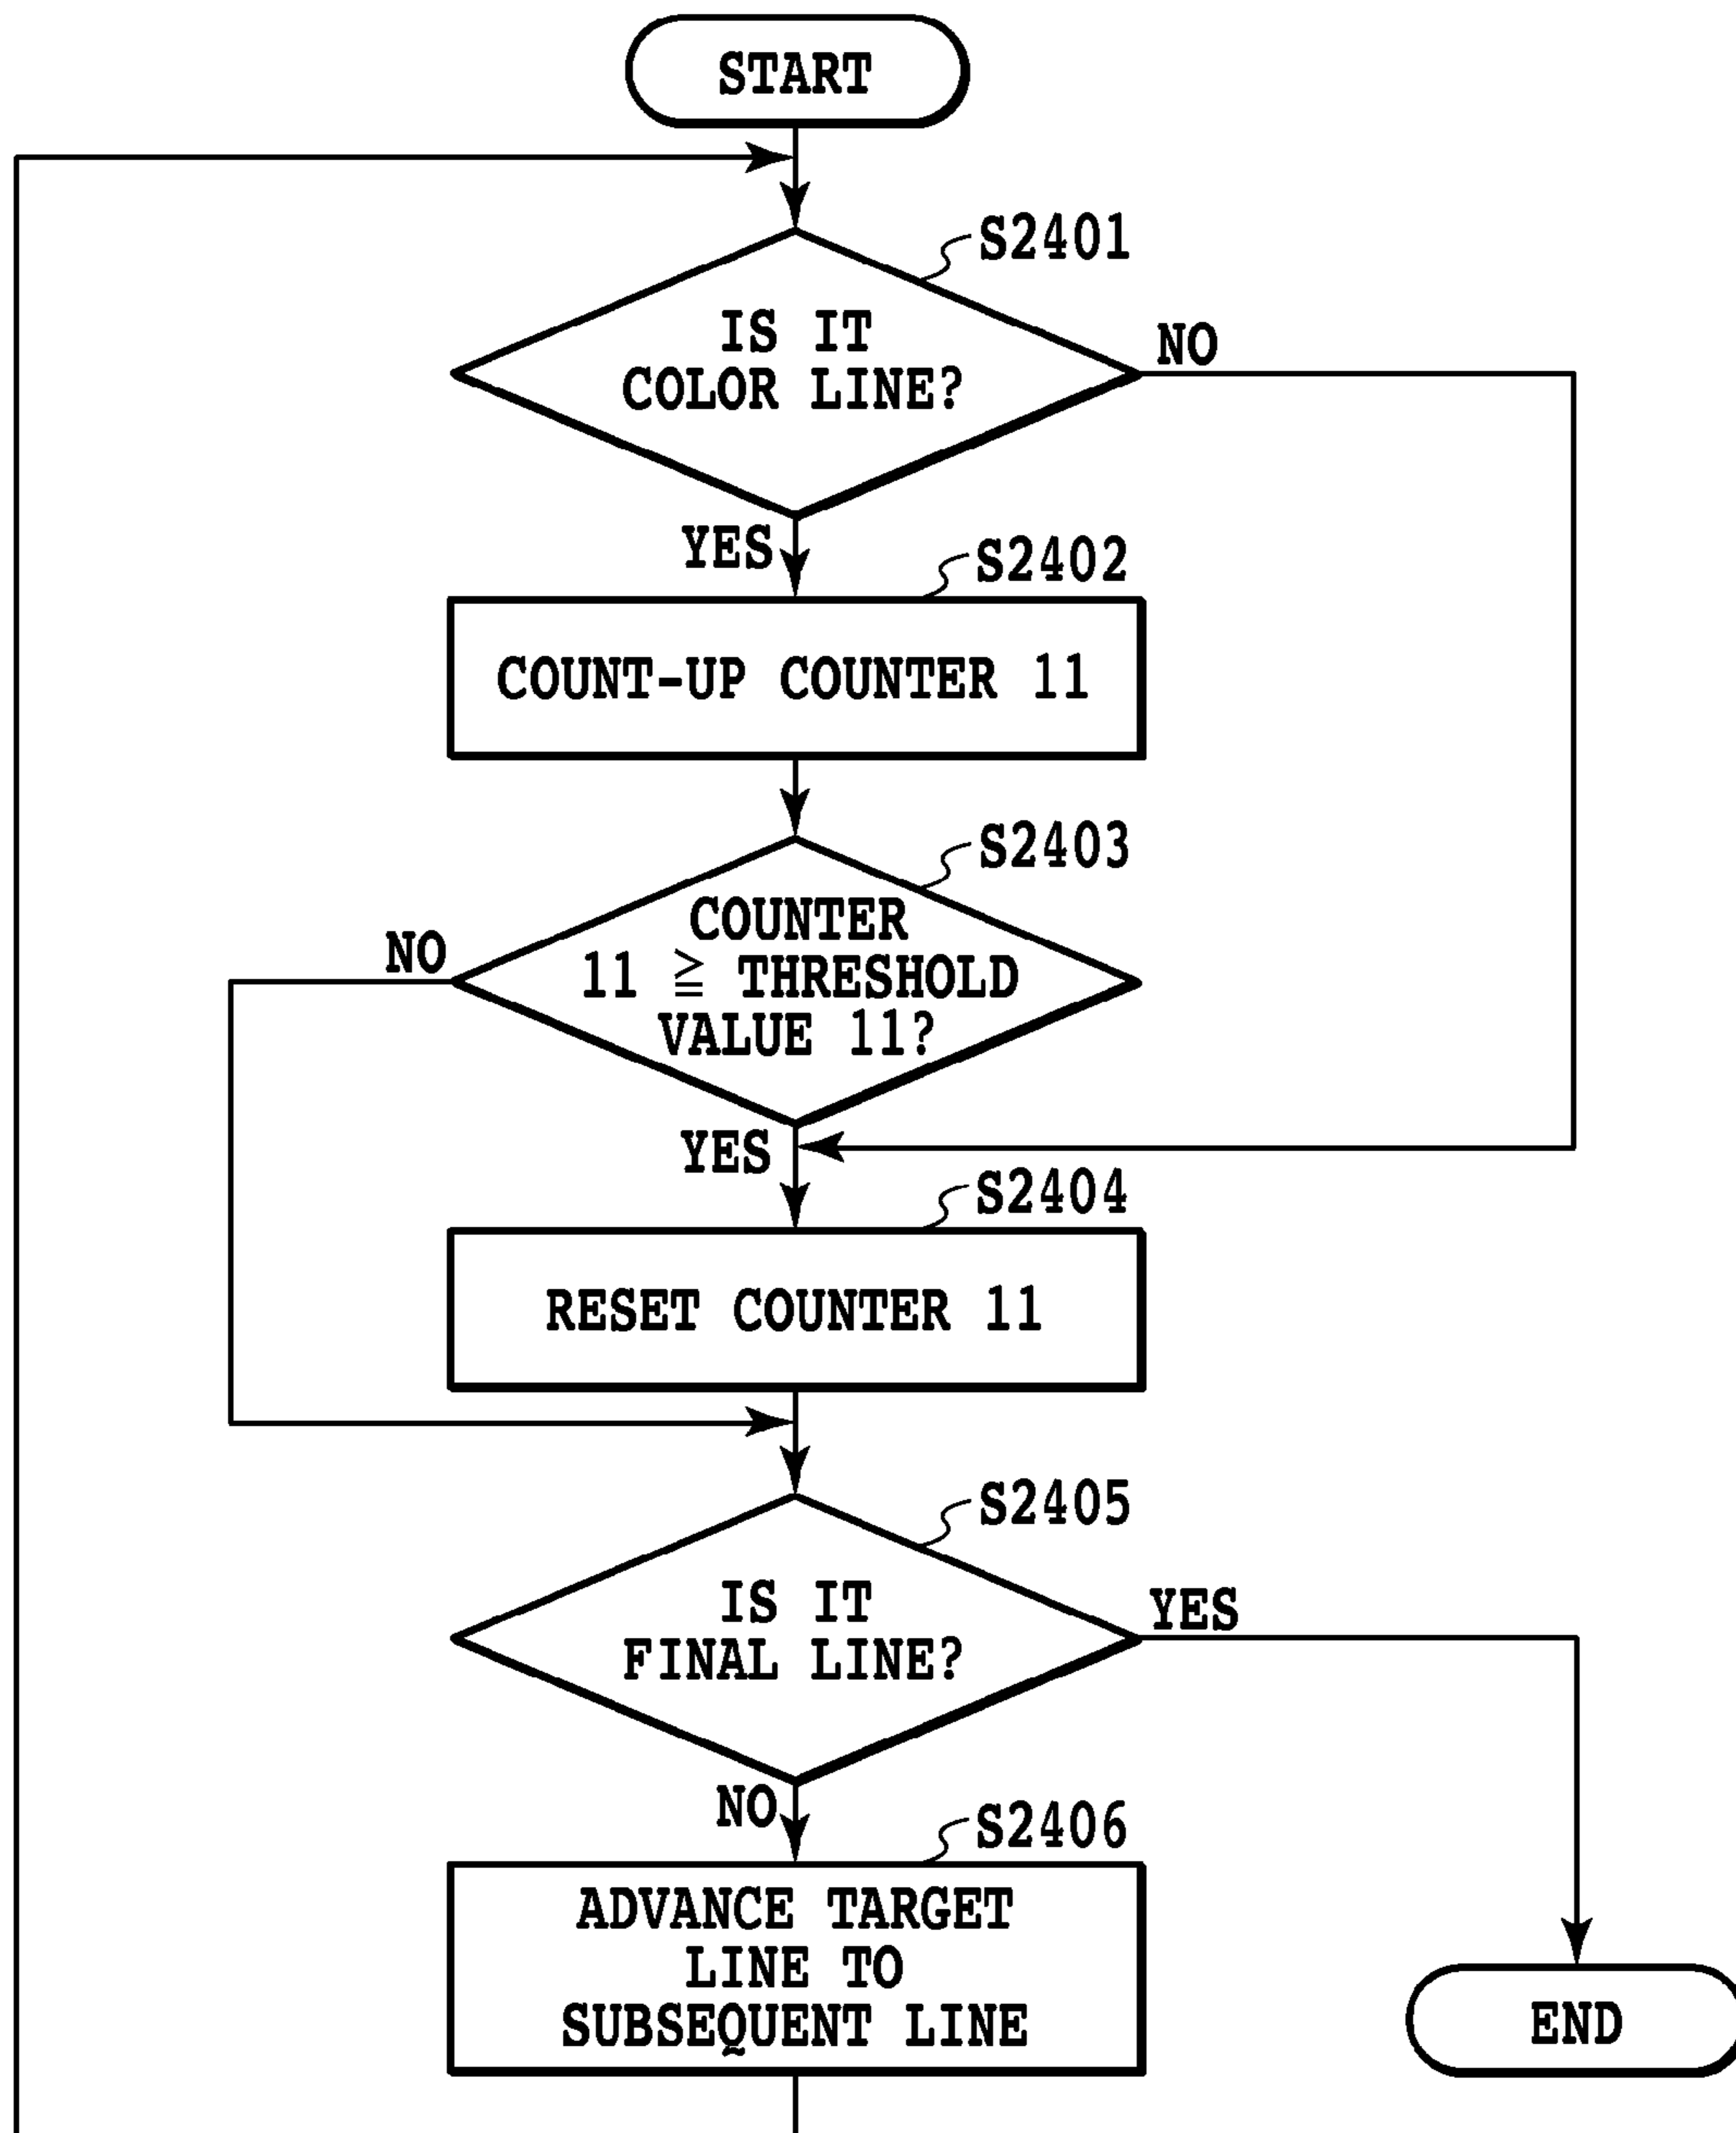 START
S2401
IS IT
COLOR LINE?
NO
YES
S2402
COUNT-UP COUNTER 11
S2403
COUNTER
11 ≧ THRESHOLD
VALUE 11?
NO
YES
S2404
RESET COUNTER 11
S2405
IS IT
FINAL LINE?
YES
NO
S2406
ADVANCE TARGET
LINE TO
SUBSEQUENT LINE
END